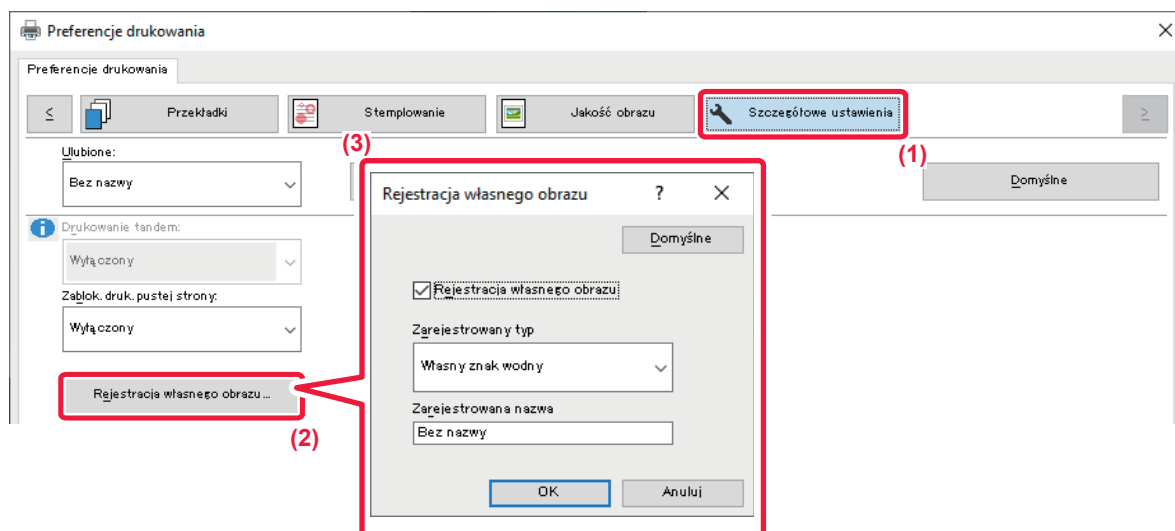 Preferencje drukowania
Preferencje drukowania
<
Przekładki
Stemplowanie
Jakość obrazu
Szczegółowe ustawienia
>
(1)
(3)
Ulubione:
Bez nazwy
Domyślne
Drukowanie tandem:
Wyłączony
Zablok. druk. pustej strony:
Wyłączony
Rejestracja własnego obrazu...
(2)
Rejestracja własnego obrazu
?
Domyślne
Rejestracja własnego obrazu
Zarejestrowany typ
Własny znak wodny
Zarejestrowana nazwa
Bez nazwy
OK
Anuluj